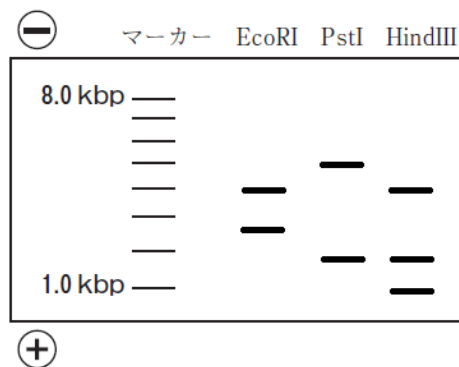 ⊖
マーカー EcoRI PstI HindIII
8.0 kbp
1.0 kbp
⊕